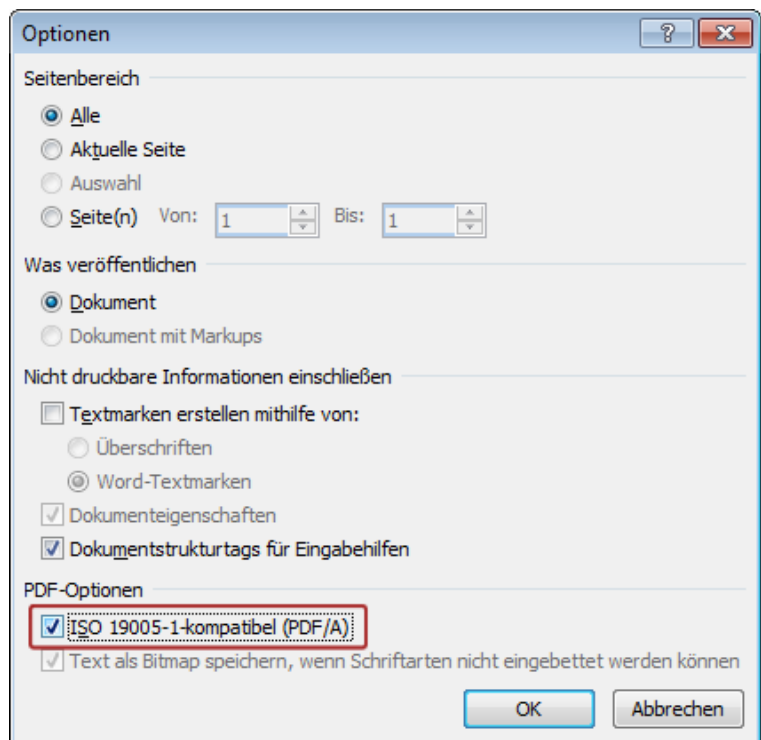 Optionen
Seitenbereich
Alle
Aktuelle Seite
Auswahl
Seite(n) Von: 1 Bis: 1
Was veröffentlichen
Dokument
Dokument mit Markups
Nicht druckbare Informationen einschließen
Textmarken erstellen mithilfe von:
Überschriften
Word-Textmarken
Dokumenteigenschaften
Dokumentstrukturtags für Eingabehilfen
PDF-Optionen
ISO 19005-1-kompatibel (PDF/A)
Text als Bitmap speichern, wenn Schriftarten nicht eingebettet werden können
OK Abbrechen